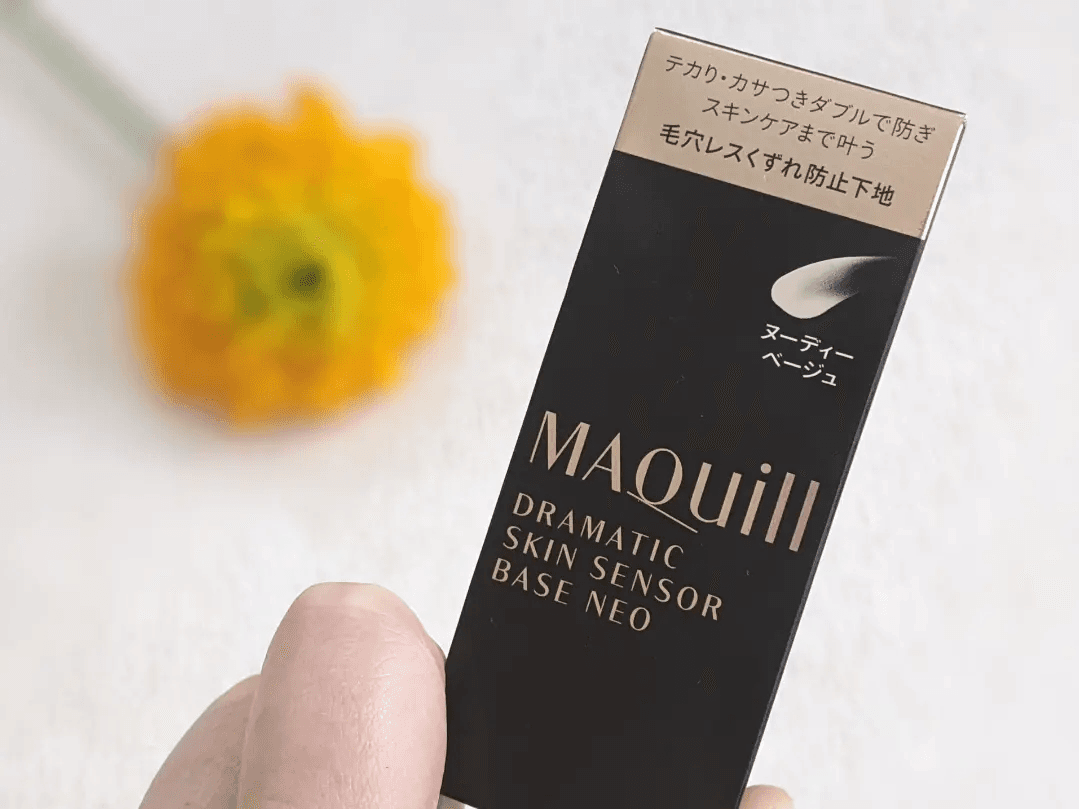 テカり・カサつきダブルで防ぎ
スキンケアまで叶う
毛穴レスくずれ防止下地
ヌーディー
ベージュ
MAQuill
DRAMATIC
SKIN SENSOR
BASE NEO